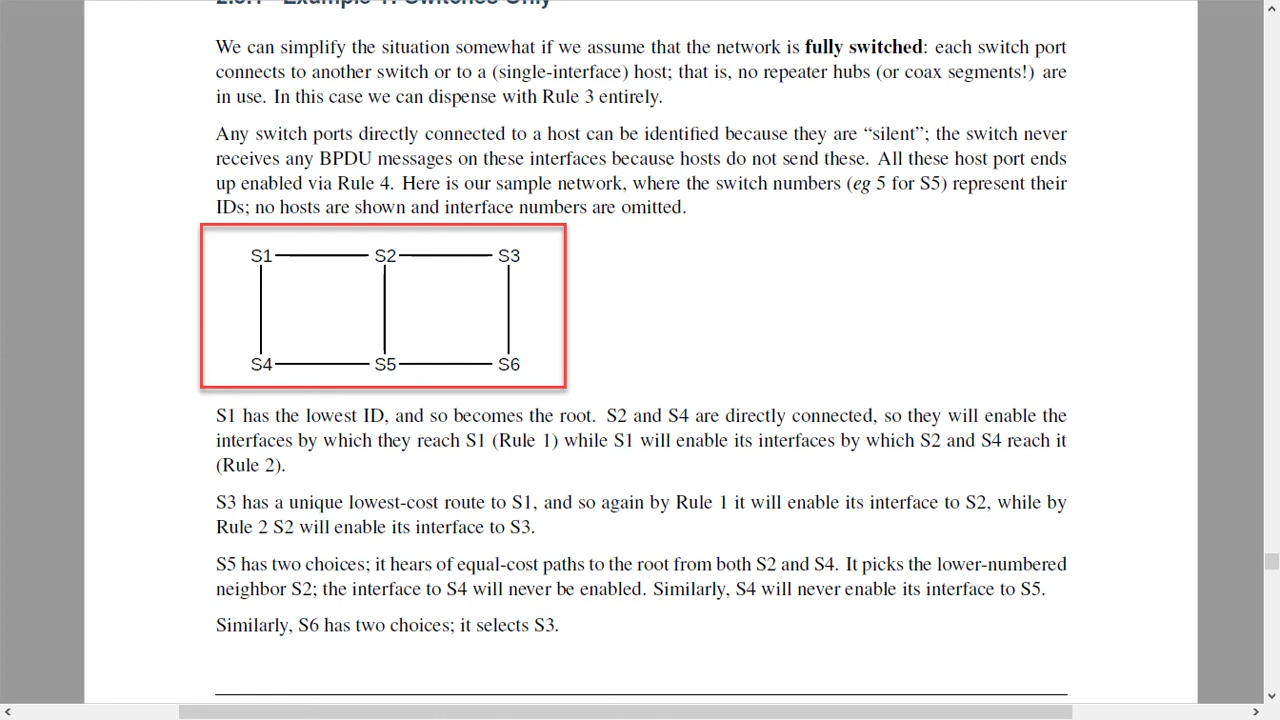 2.5.1 Example 1: Switches Only
We can simplify the situation somewhat if we assume that the network is fully switched: each switch port
connects to another switch or to a (single-interface) host; that is, no repeater hubs (or coax segments!) are
in use. In this case we can dispense with Rule 3 entirely.
Any switch ports directly connected to a host can be identified because they are “silent”; the switch never
receives any BPDU messages on these interfaces because hosts do not send these. All these host port ends
up enabled via Rule 4. Here is our sample network, where the switch numbers (eg 5 for S5) represent their
IDs; no hosts are shown and interface numbers are omitted.
S1 S2 S3
S4 S5 S6
S1 has the lowest ID, and so becomes the root. S2 and S4 are directly connected, so they will enable the
interfaces by which they reach S1 (Rule 1) while S1 will enable its interfaces by which S2 and S4 reach it
(Rule 2).
S3 has a unique lowest-cost route to S1, and so again by Rule 1 it will enable its interface to S2, while by
Rule 2 S2 will enable its interface to S3.
S5 has two choices; it hears of equal-cost paths to the root from both S2 and S4. It picks the lower-numbered
neighbor S2; the interface to S4 will never be enabled. Similarly, S4 will never enable its interface to S5.
Similarly, S6 has two choices; it selects S3.